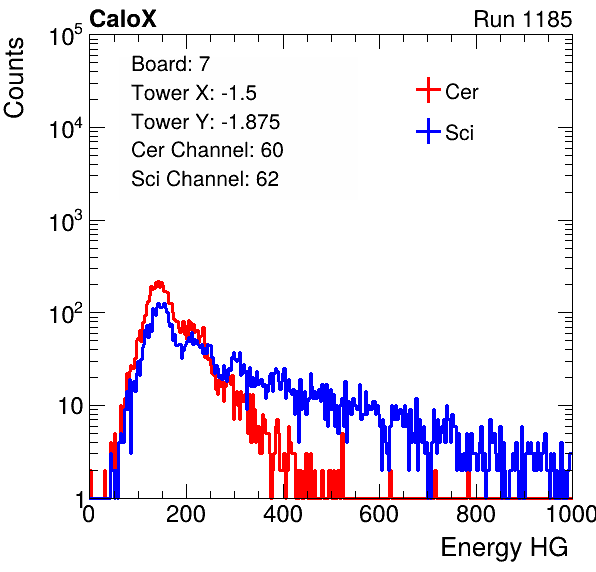 CaloX Run 1185
Counts
10^5
10^4
10^3
10^2
10
1
Board: 7
Tower X: -1.5
Tower Y: -1.875
Cer Channel: 60
Sci Channel: 62
Cer
Sci
0 200 400 600 800 1000
Energy HG